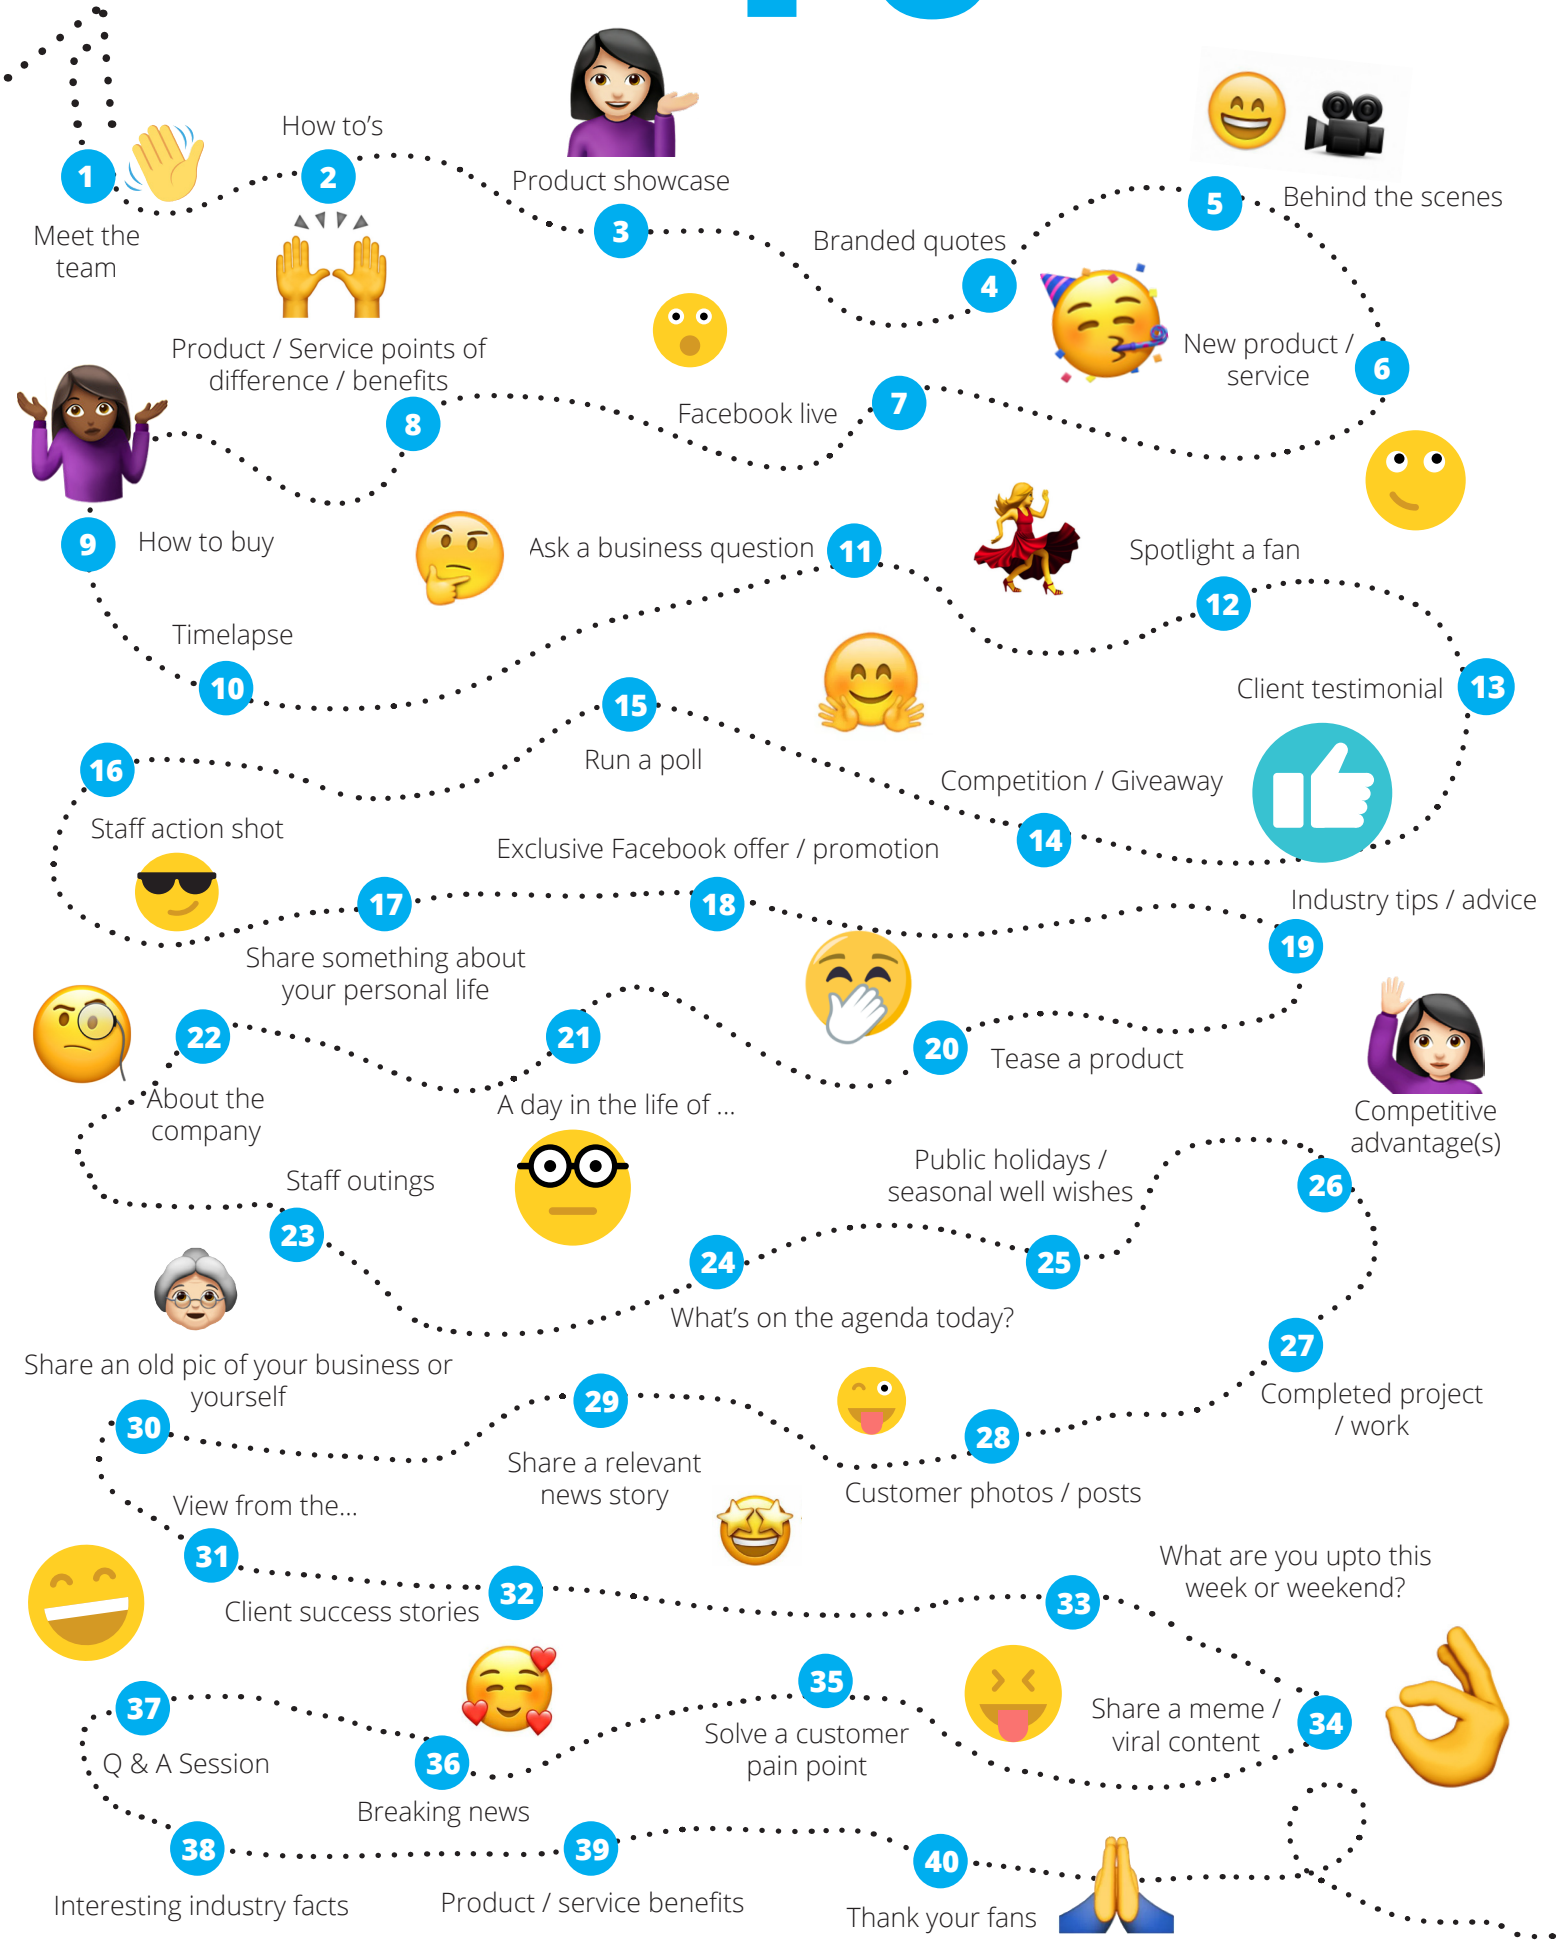 1
Meet the
team
How to's
2
Product showcase
3
Branded quotes
4
5
Behind the scenes
New product /
service
6
Facebook live
7
Product / Service points of
difference / benefits
8
9
How to buy
Timelapse
10
Ask a business question
11
Spotlight a fan
12
Client testimonial
13
Competition / Giveaway
14
15
Run a poll
16
Staff action shot
17
Share something about
your personal life
Exclusive Facebook offer / promotion
18
Industry tips / advice
19
20
Tease a product
21
A day in the life of ...
22
About the
company
Staff outings
23
24
What's on the agenda today?
Public holidays /
seasonal well wishes
25
Competitive
advantage(s)
26
27
Completed project
/ work
28
Customer photos / posts
29
Share a relevant
news story
Share an old pic of your business or
yourself
30
View from the...
31
Client success stories
32
What are you upto this
week or weekend?
33
Share a meme /
viral content
34
35
Solve a customer
pain point
36
Breaking news
37
Q & A Session
38
Interesting industry facts
39
Product / service benefits
40
Thank your fans